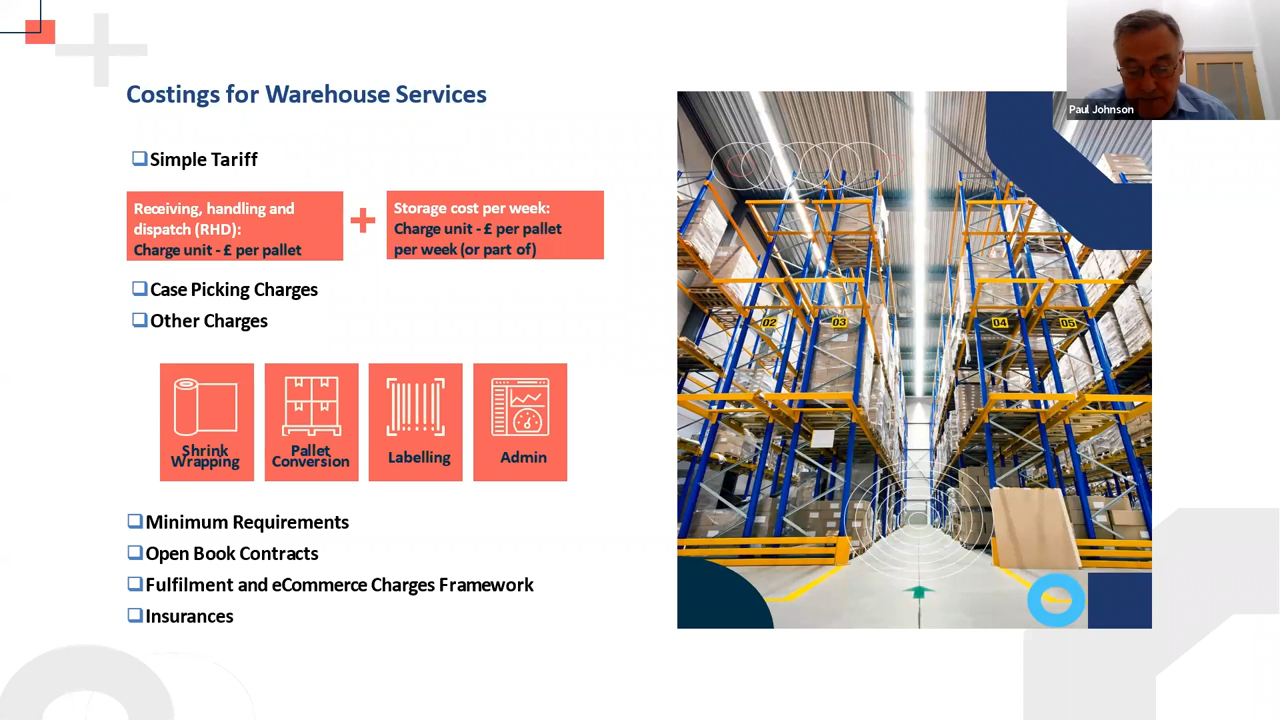 Paul Johnson
Costings for Warehouse Services
Simple Tariff
Receiving, handling and
dispatch (RHD):
Charge unit - £ per pallet
+
Storage cost per week:
Charge unit - £ per pallet
per week (or part of)
Case Picking Charges
Other Charges
Shrink
Wrapping
Pallet
Conversion
Labelling
Admin
Minimum Requirements
Open Book Contracts
Fulfilment and eCommerce Charges Framework
Insurances
02
03
04
05